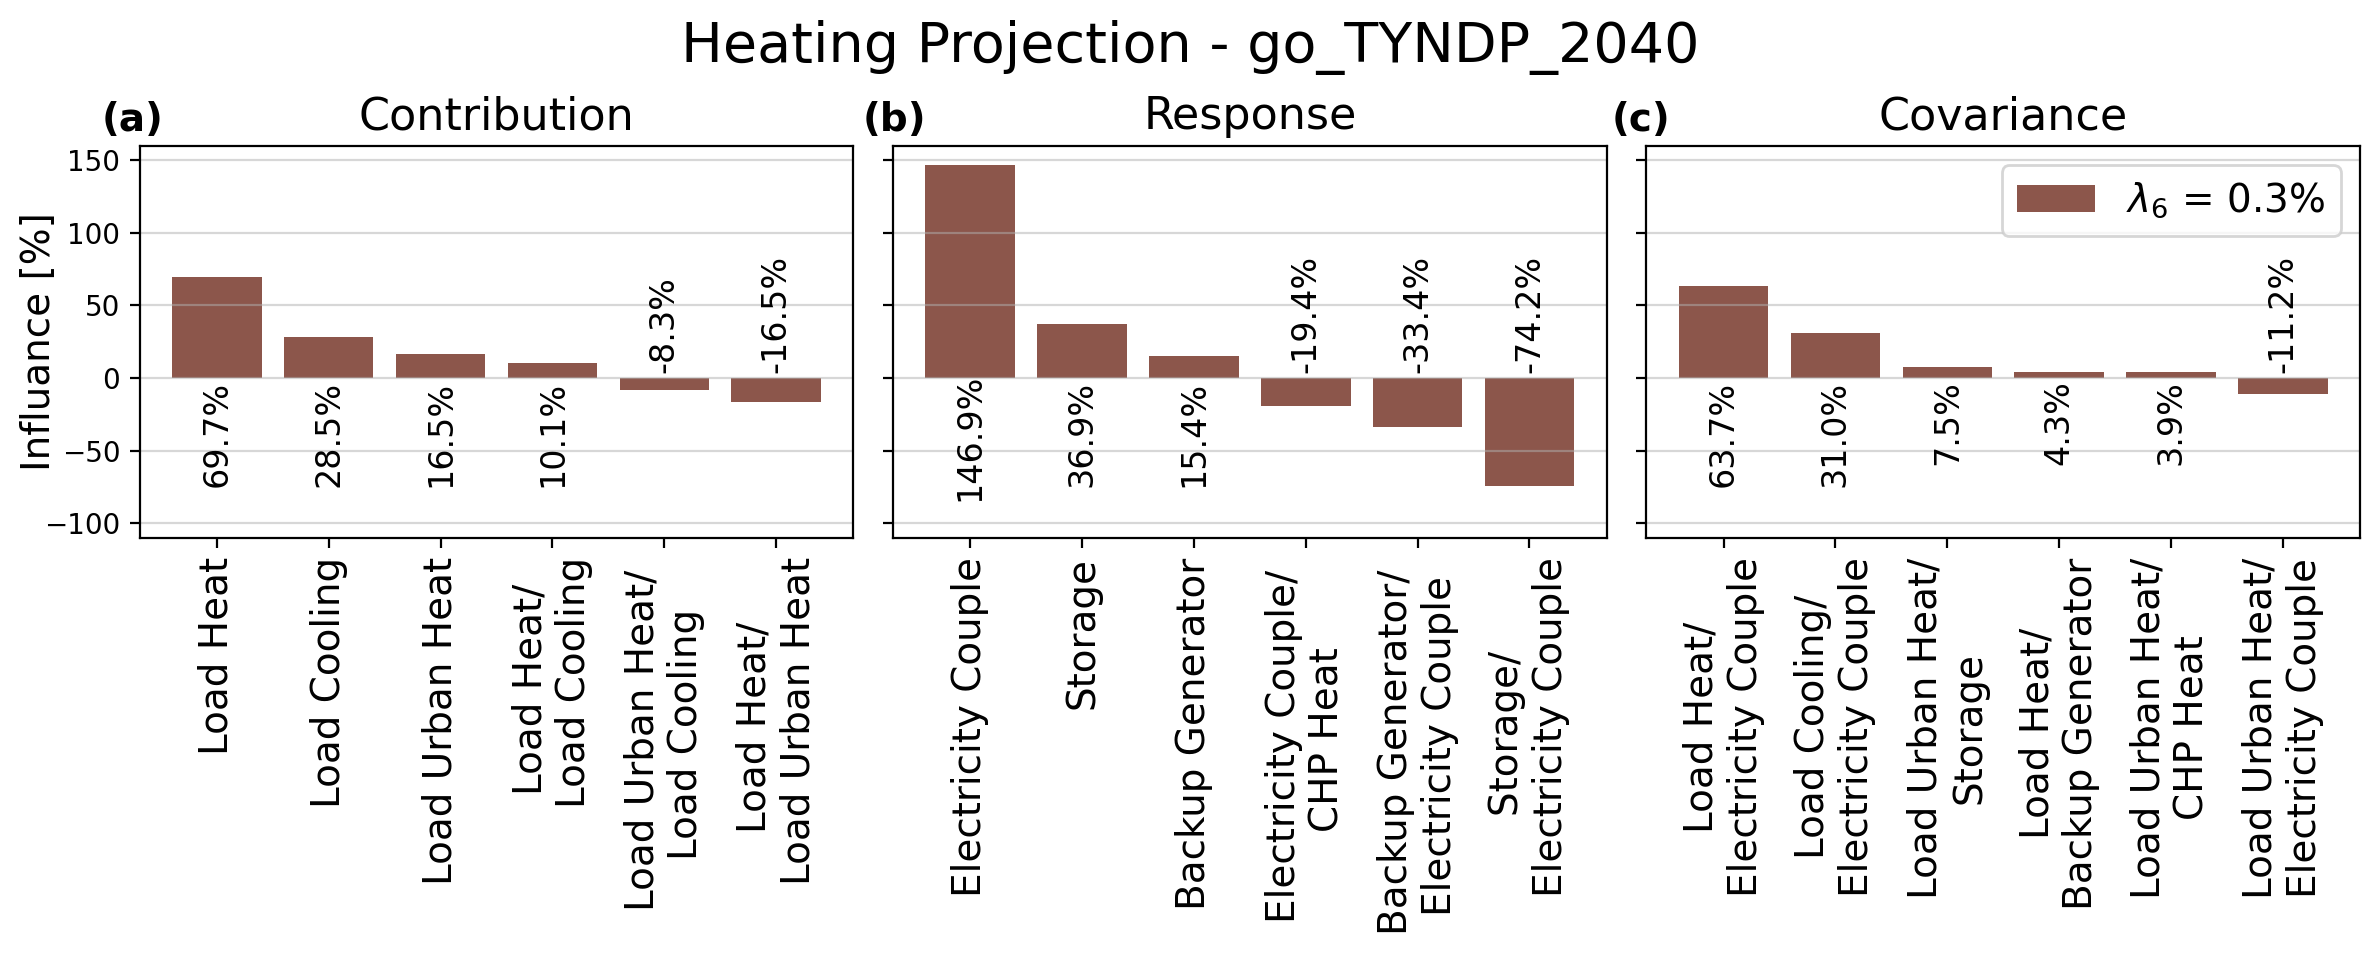 Heating Projection - go_TYNDP_2040
(a)
Contribution
Influance [%]
150
100
50
0
−50
−100
69.7%
28.5%
16.5%
10.1%
-8.3%
-16.5%
Load Heat
Load Cooling
Load Urban Heat
Load Heat/
Load Cooling
Load Urban Heat/
Load Cooling
Load Heat/
Load Urban Heat
(b)
Response
146.9%
36.9%
15.4%
-19.4%
-33.4%
-74.2%
Electricity Couple
Storage
Backup Generator
Electricity Couple/
CHP Heat
Backup Generator/
Electricity Couple
Storage/
Electricity Couple
(c)
Covariance
λ6 = 0.3%
63.7%
31.0%
7.5%
4.3%
3.9%
-11.2%
Load Heat/
Electricity Couple
Load Cooling/
Electricity Couple
Load Urban Heat/
Storage
Load Heat/
Backup Generator
Load Urban Heat/
CHP Heat
Load Urban Heat/
Electricity Couple